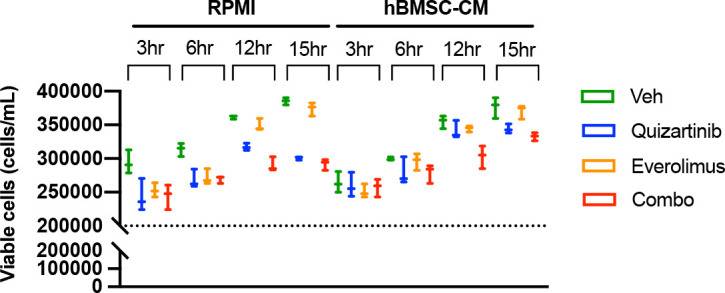 RPMI hBMSC-CM
3hr 6hr 12hr 15hr 3hr 6hr 12hr 15hr
Viable cells (cells/mL)
400000
350000
300000
250000
200000
200000
100000
0
Veh
Quizartinib
Everolimus
Combo